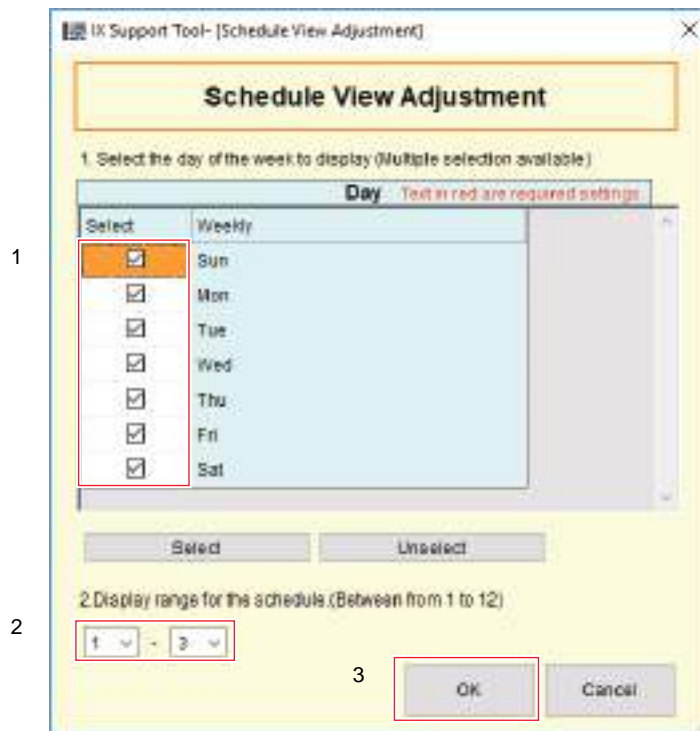 IX Support Tool- [Schedule View Adjustment]
Schedule View Adjustment
1. Select the day of the week to display (Multiple selection available)
Day Text in red are required settings
Select Weekly
1
Sun
Mon
Tue
Wed
Thu
Fri
Sat
Select Unselect
2.Display range for the schedule.(Between from 1 to 12)
2
1 - 3
3
OK Cancel